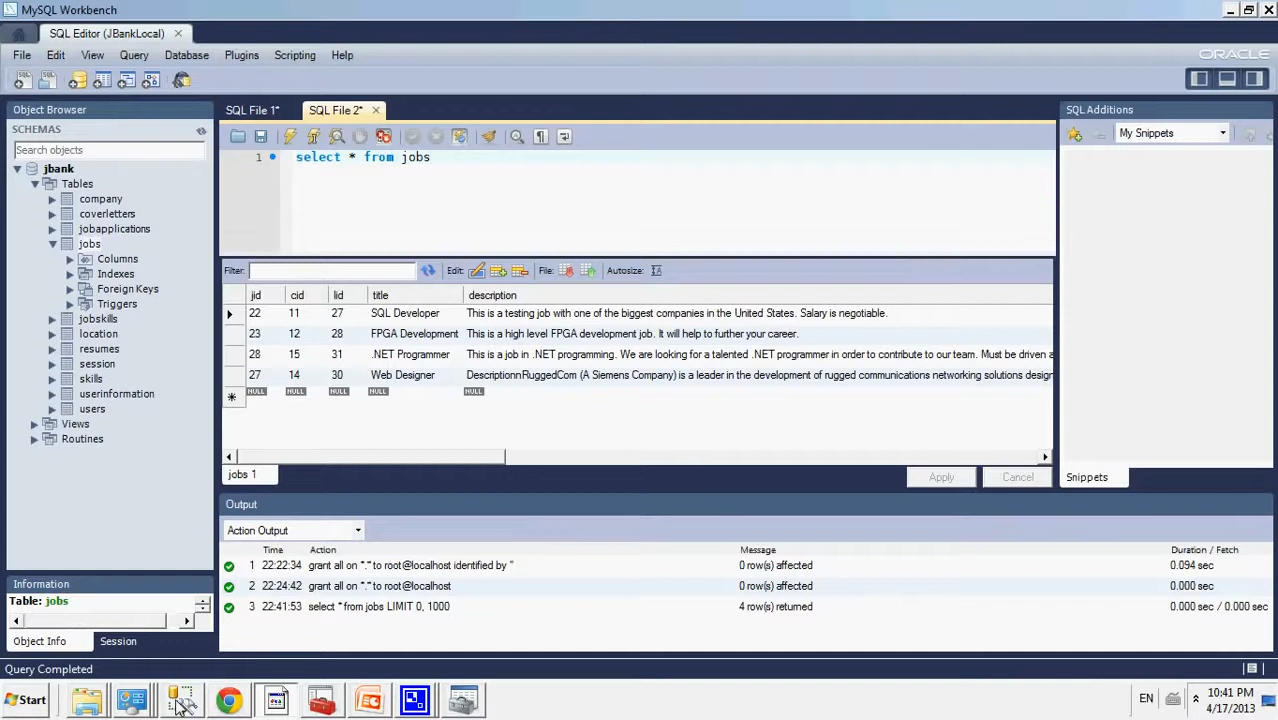 MySQL Workbench
SQL Editor (JBankLocal)
File Edit View Query Database Plugins Scripting Help
ORACLE
Object Browser
SCHEMAS
Search objects
jbank
Tables
company
coverletters
jobapplications
jobs
Columns
Indexes
Foreign Keys
Triggers
jobskills
location
resumes
session
skills
userinformation
users
Views
Routines
Information
Table: jobs
Object Info Session
Query Completed
SQL File 1* SQL File 2*
1 select * from jobs
Filter: Edit: File: Autosize:
jid cid lid title description
22 11 27 SQL Developer This is a testing job with one of the biggest companies in the United States. Salary is negotiable.
23 12 28 FPGA Development This is a high level FPGA development job. It will help to further your career.
28 15 31 .NET Programmer This is a job in .NET programming. We are looking for a talented .NET programmer in order to contribute to our team. Must be driven a
27 14 30 Web Designer DescriptionnRuggedCom (A Siemens Company) is a leader in the development of rugged communications networking solutions design
NULL NULL NULL NULL NULL
jobs 1
Apply Cancel
SQL Additions
My Snippets
Snippets
Output
Action Output
Time Action Message Duration / Fetch
1 22:22:34 grant all on *.* to root@localhost identified by '' 0 row(s) affected 0.094 sec
2 22:24:42 grant all on *.* to root@localhost 0 row(s) affected 0.000 sec
3 22:41:53 select * from jobs LIMIT 0, 1000 4 row(s) returned 0.000 sec / 0.000 sec
Start
EN
10:41 PM
4/17/2013